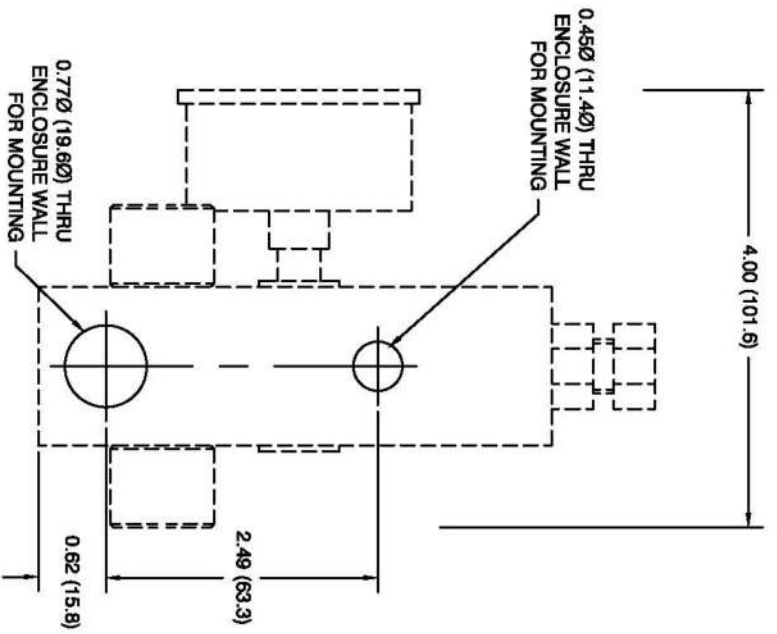 0.45Ø (11.4Ø) THRU
ENCLOSURE WALL
FOR MOUNTING
4.00 (101.6)
0.77Ø (19.6Ø) THRU
ENCLOSURE WALL
FOR MOUNTING
2.49 (63.3)
0.62 (15.8)